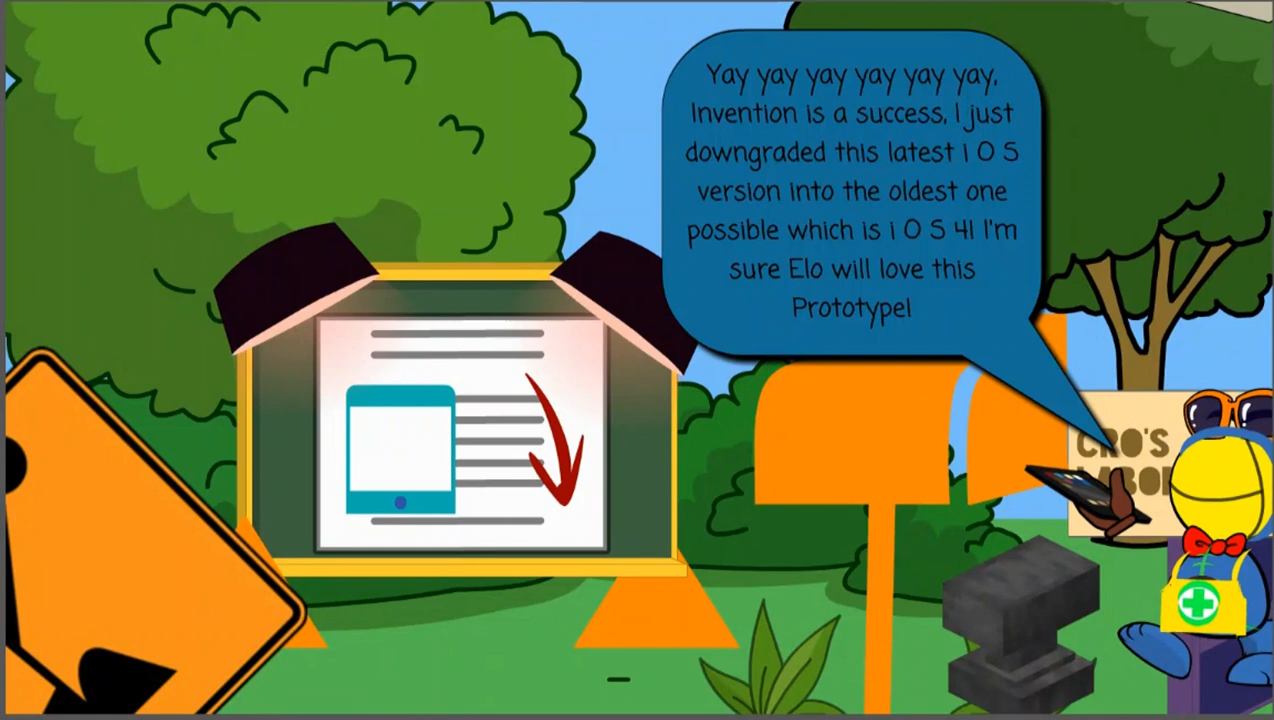 Yay yay yay yay yay yay,
Invention is a success, I just
downgraded this latest i O S
version into the oldest one
possible which is i O S 4! I'm
sure Elo will love this
Prototype!
CRO'S